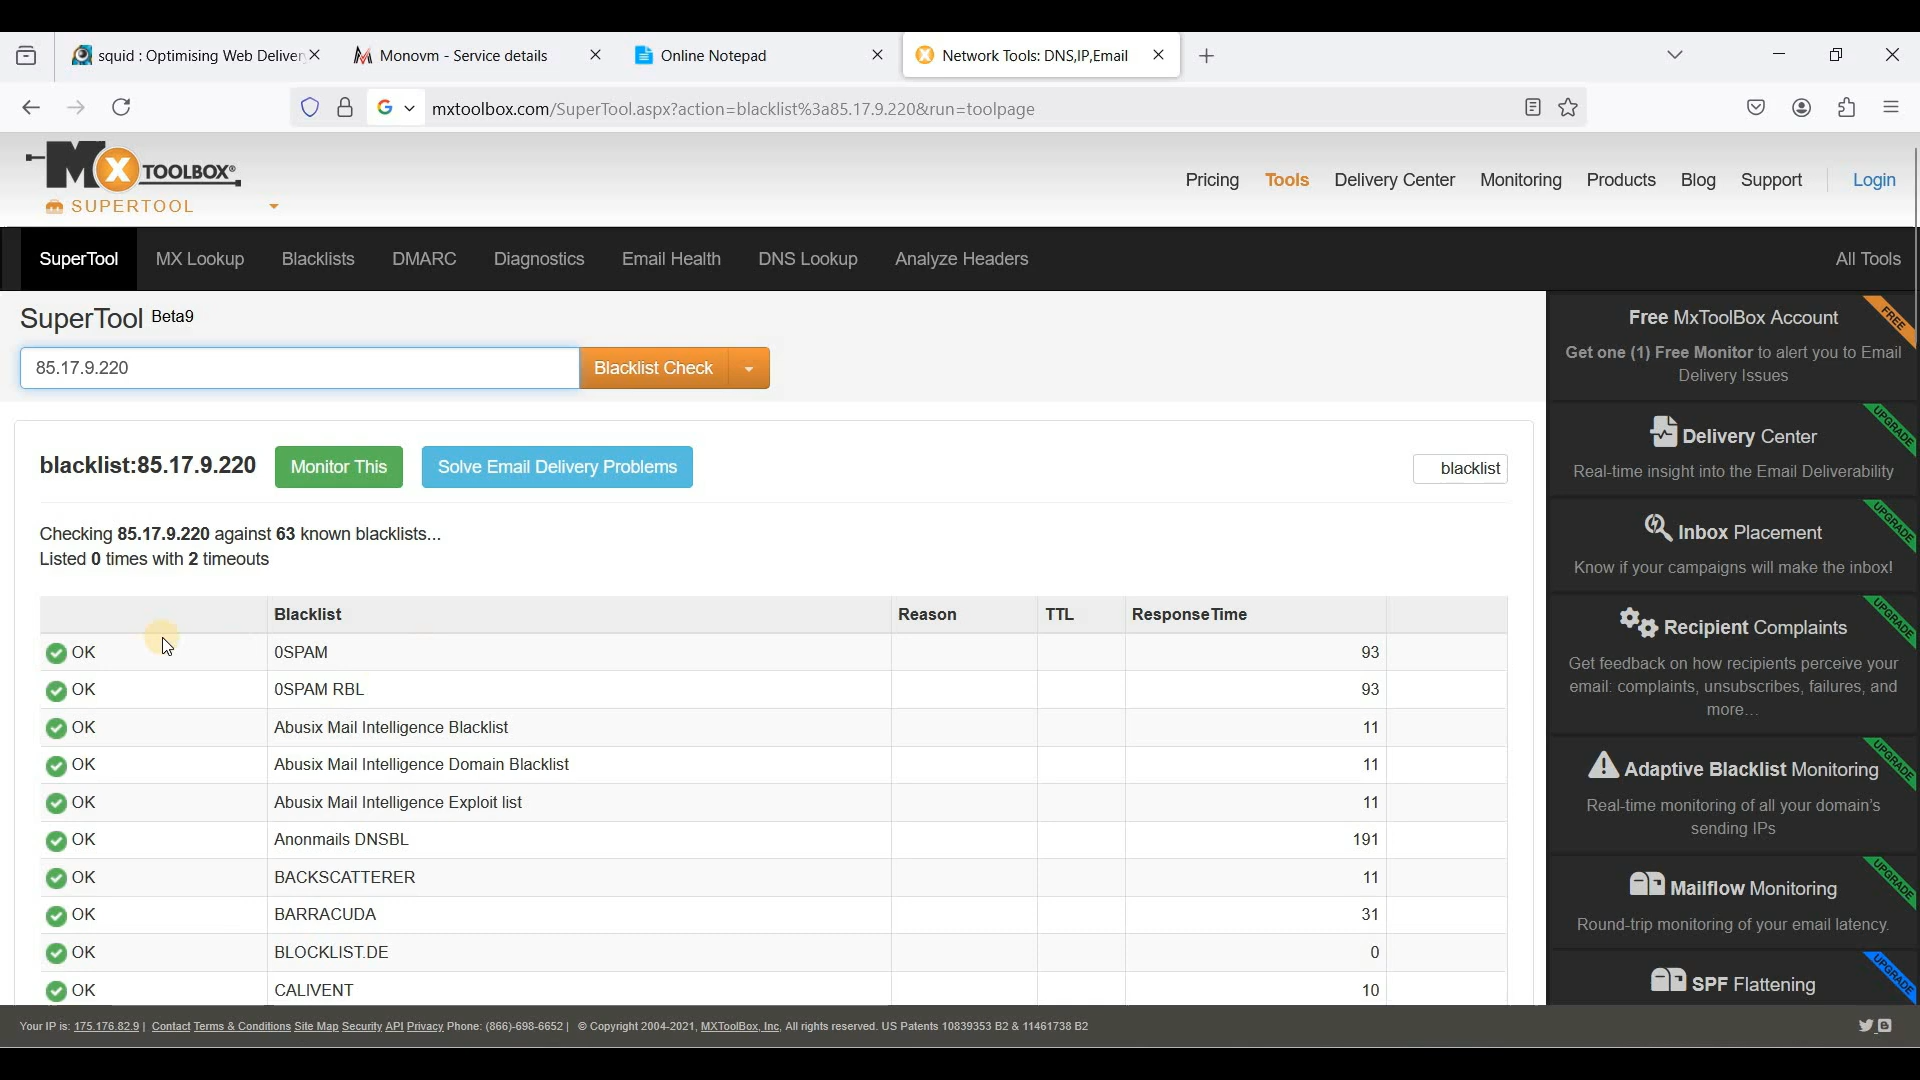 squid : Optimising Web Deliver
Monovm - Service details
Online Notepad
Network Tools: DNS,IP,Email
mxtoolbox.com/SuperTool.aspx?action=blacklist%3a85.17.9.220&run=toolpage
MX TOOLBOX®
SUPERTOOL
Pricing Tools Delivery Center Monitoring Products Blog Support Login
SuperTool MX Lookup Blacklists DMARC Diagnostics Email Health DNS Lookup Analyze Headers All Tools
SuperTool Beta9
85.17.9.220 Blacklist Check
blacklist:85.17.9.220 Monitor This Solve Email Delivery Problems blacklist
Checking 85.17.9.220 against 63 known blacklists...
Listed 0 times with 2 timeouts
Blacklist Reason TTL ResponseTime
OK 0SPAM 93
OK 0SPAM RBL 93
OK Abusix Mail Intelligence Blacklist 11
OK Abusix Mail Intelligence Domain Blacklist 11
OK Abusix Mail Intelligence Exploit list 11
OK Anonmails DNSBL 191
OK BACKSCATTERER 11
OK BARRACUDA 31
OK BLOCKLIST.DE 0
OK CALIVENT 10
Free MxToolBox Account
FREE
Get one (1) Free Monitor to alert you to Email
Delivery Issues
Delivery Center
UPGRADE
Real-time insight into the Email Deliverability
Inbox Placement
UPGRADE
Know if your campaigns will make the inbox!
Recipient Complaints
UPGRADE
Get feedback on how recipients perceive your
email: complaints, unsubscribes, failures, and
more...
Adaptive Blacklist Monitoring
UPGRADE
Real-time monitoring of all your domain's
sending IPs
Mailflow Monitoring
UPGRADE
Round-trip monitoring of your email latency.
SPF Flattening
UPGRADE
Your IP is: 175.176.82.9 | Contact Terms & Conditions Site Map Security API Privacy Phone: (866)-698-6652 | © Copyright 2004-2021, MXToolBox, Inc, All rights reserved. US Patents 10839353 B2 & 11461738 B2